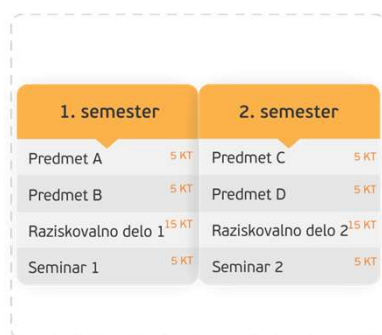 1. semester
Predmet A 5 KT
Predmet B 5 KT
Raziskovalno delo 1 15 KT
Seminar 1 5 KT
2. semester
Predmet C 5 KT
Predmet D 5 KT
Raziskovalno delo 2 15 KT
Seminar 2 5 KT